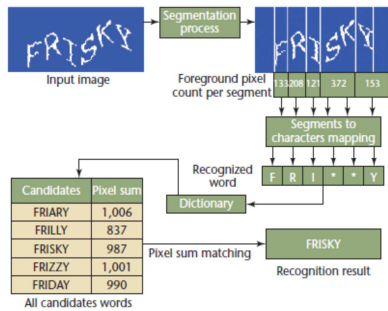 FRISKY
Segmentation
process
FRISKY
Input image
Foreground pixel
count per segment
133 208 121 372 153
Segments to
characters mapping
Recognized
word
F R I * * Y
Dictionary
Candidates Pixel sum
FRIARY 1,006
FRILLY 837
FRISKY 987
FRIZZY 1,001
FRIDAY 990
Pixel sum matching
FRISKY
Recognition result
All candidates words